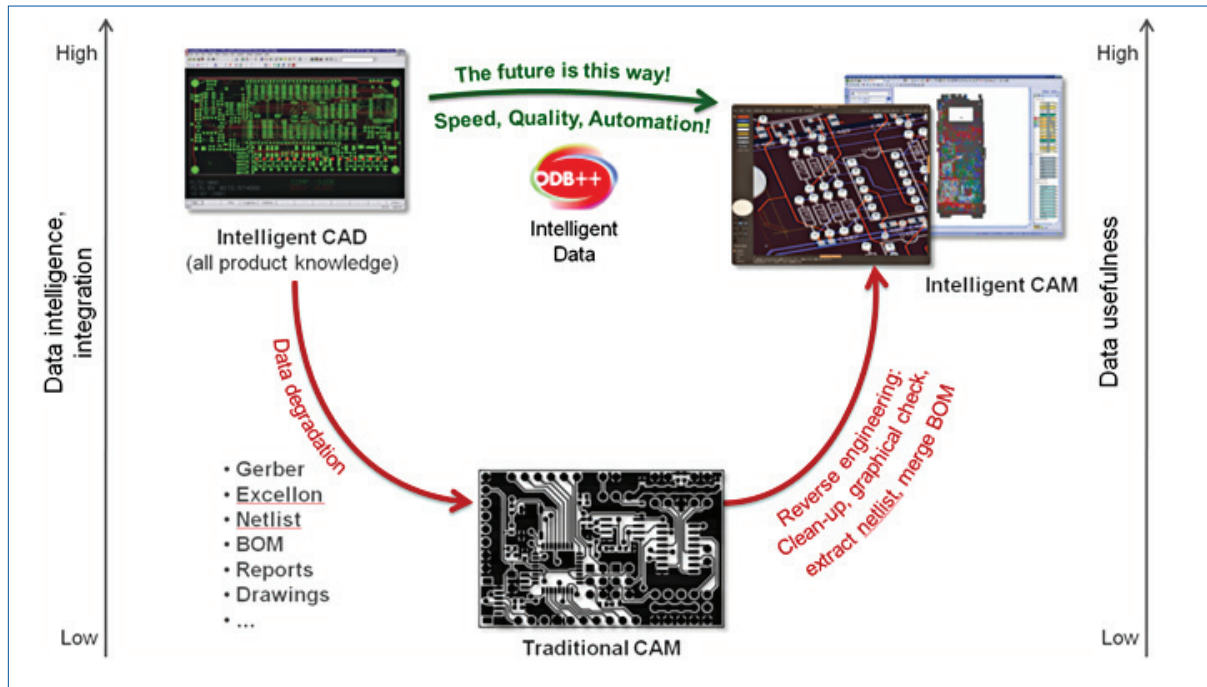 High
High
The future is this way!
Speed, Quality, Automation!
ODB++
Intelligent
Data
Intelligent CAD
(all product knowledge)
Intelligent CAM
Data intelligence,
integration
Data usefulness
Data degradation
Reverse engineering:
Clean-up, graphical check,
extract netlist, merge BOM
• Gerber
• Excellon
• Netlist
• BOM
• Reports
• Drawings
• ...
Traditional CAM
Low
Low